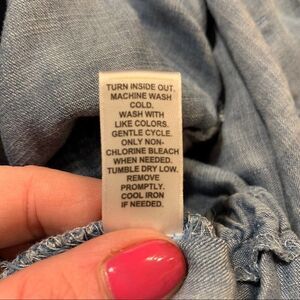 TURN INSIDE OUT.
MACHINE WASH
COLD.
WASH WITH
LIKE COLORS.
GENTLE CYCLE.
ONLY NON-
CHLORINE BLEACH
WHEN NEEDED.
TUMBLE DRY LOW.
REMOVE
PROMPTLY.
COOL IRON
IF NEEDED.